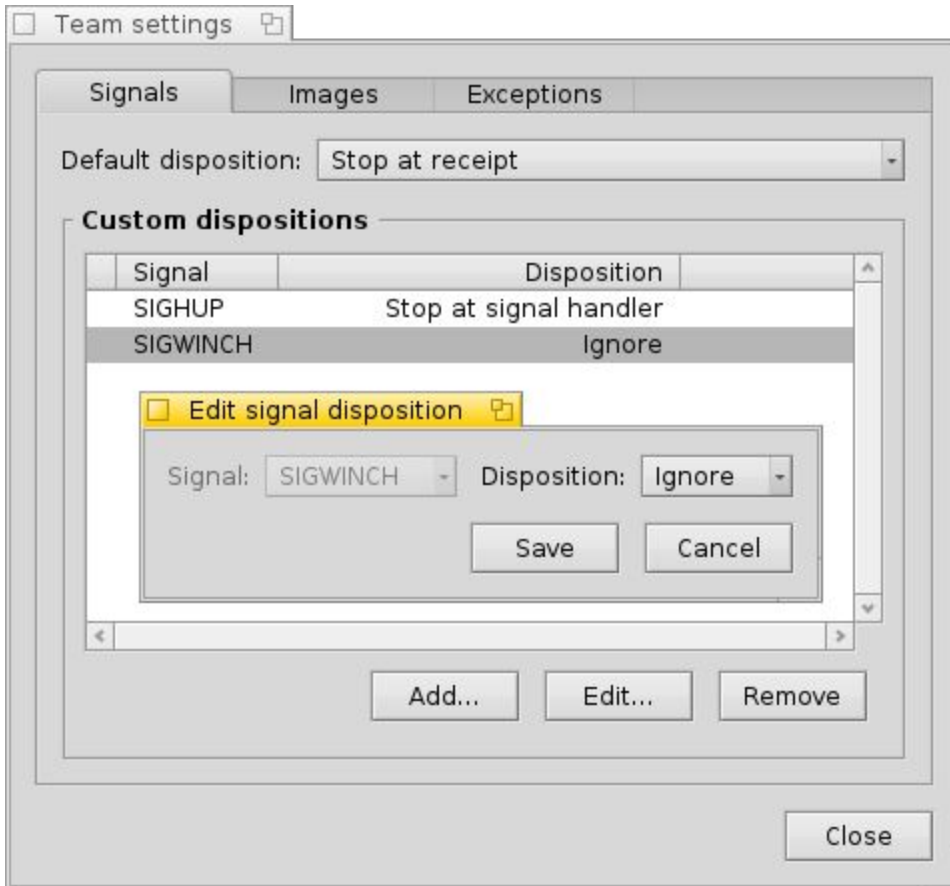 Team settings
Signals Images Exceptions
Default disposition: Stop at receipt
Custom dispositions
Signal Disposition
SIGHUP Stop at signal handler
SIGWINCH Ignore
Edit signal disposition
Signal: SIGWINCH Disposition: Ignore
Save Cancel
Add... Edit... Remove
Close